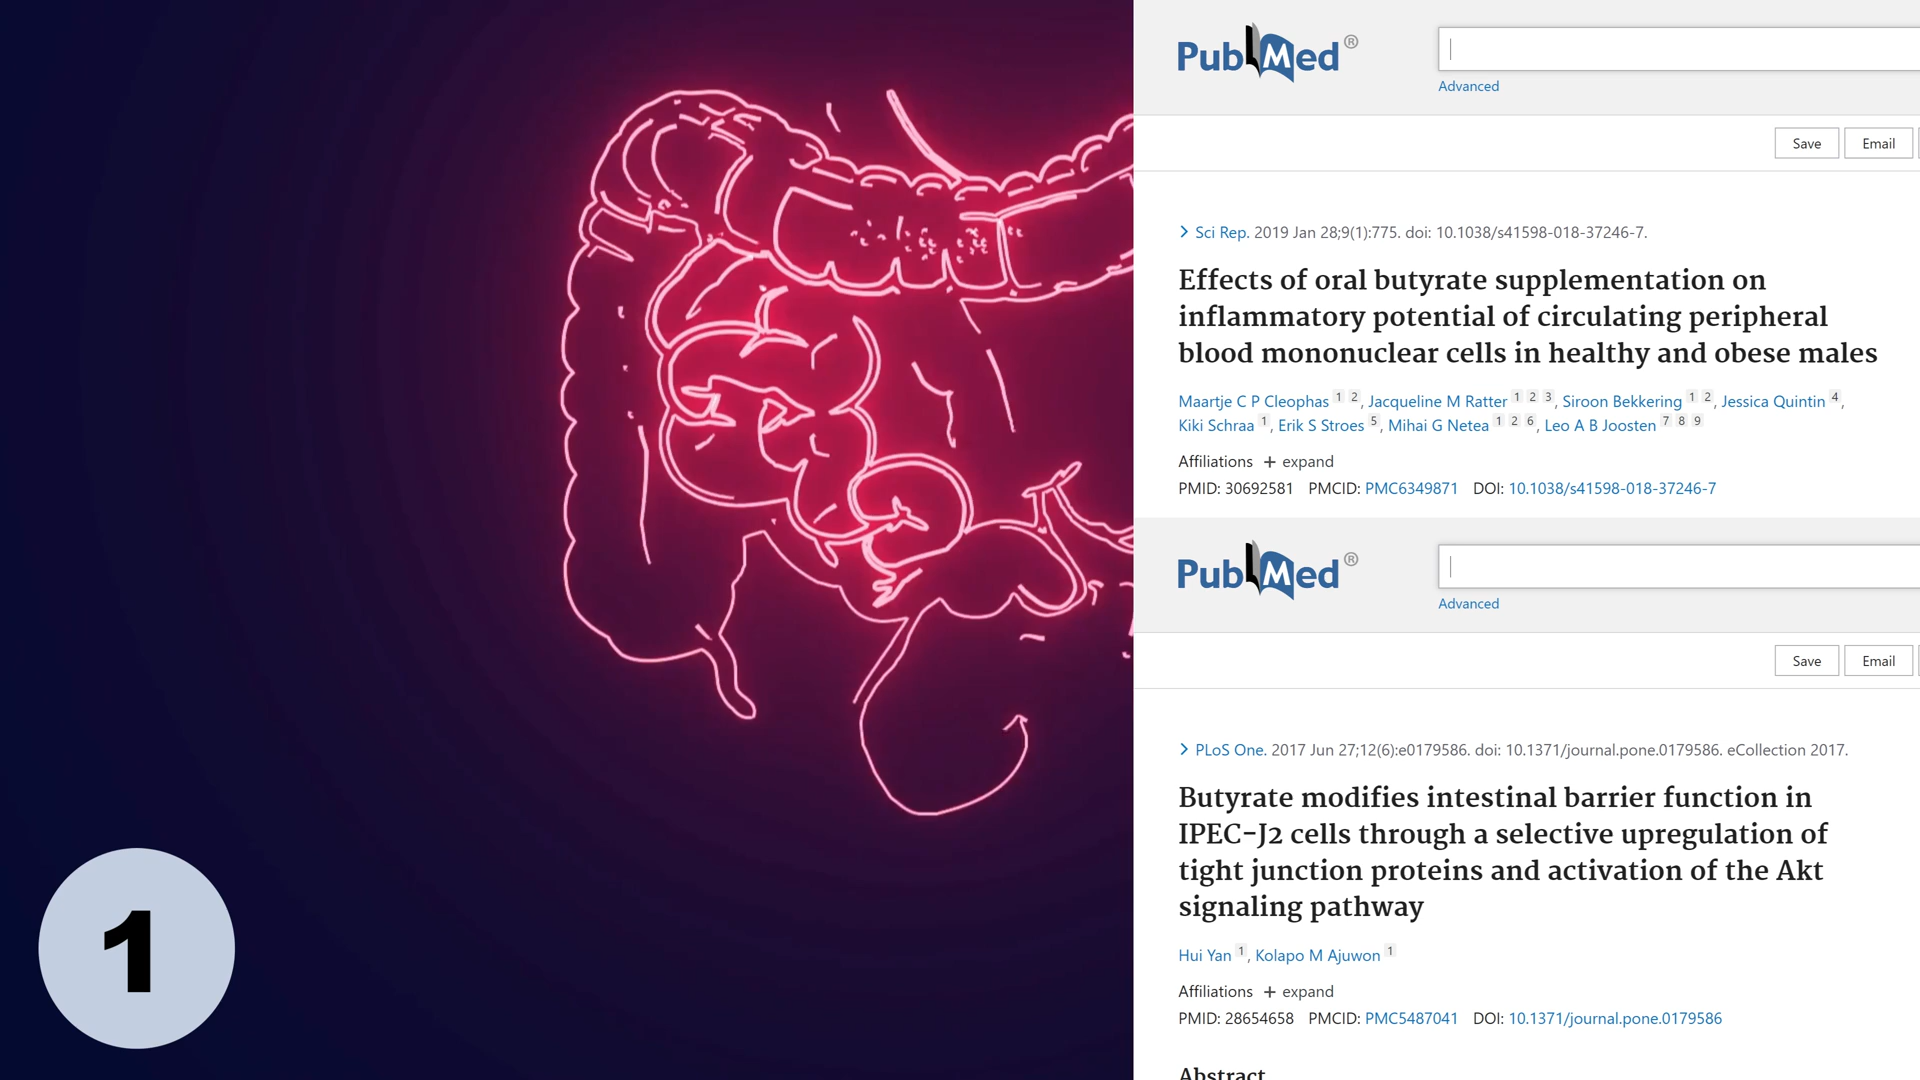 1
PubMed®
Advanced
Save Email
Sci Rep. 2019 Jan 28;9(1):775. doi: 10.1038/s41598-018-37246-7.
Effects of oral butyrate supplementation on
inflammatory potential of circulating peripheral
blood mononuclear cells in healthy and obese males
Maartje C P Cleophas 1 2, Jacqueline M Ratter 1 2 3, Siroon Bekkering 1 2, Jessica Quintin 4,
Kiki Schraa 1, Erik S Stroes 5, Mihai G Netea 1 2 6, Leo A B Joosten 7 8 9
Affiliations + expand
PMID: 30692581 PMCID: PMC6349871 DOI: 10.1038/s41598-018-37246-7
PubMed®
Advanced
Save Email
PLoS One. 2017 Jun 27;12(6):e0179586. doi: 10.1371/journal.pone.0179586. eCollection 2017.
Butyrate modifies intestinal barrier function in
IPEC-J2 cells through a selective upregulation of
tight junction proteins and activation of the Akt
signaling pathway
Hui Yan 1, Kolapo M Ajuwon 1
Affiliations + expand
PMID: 28654658 PMCID: PMC5487041 DOI: 10.1371/journal.pone.0179586
Abstract